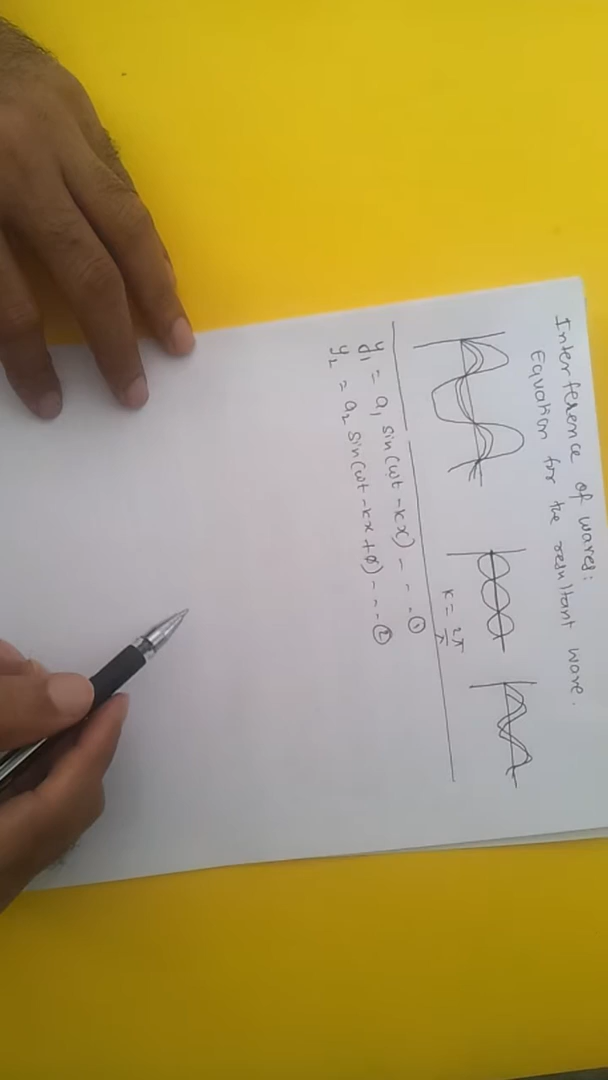 Interference of waves:
Equation for the resultant wave.
K = 2π/λ
y₁ = a₁ sin(ωt - kx) - - - ①
y₂ = a₂ sin(ωt - kx + ϕ) - - - ②